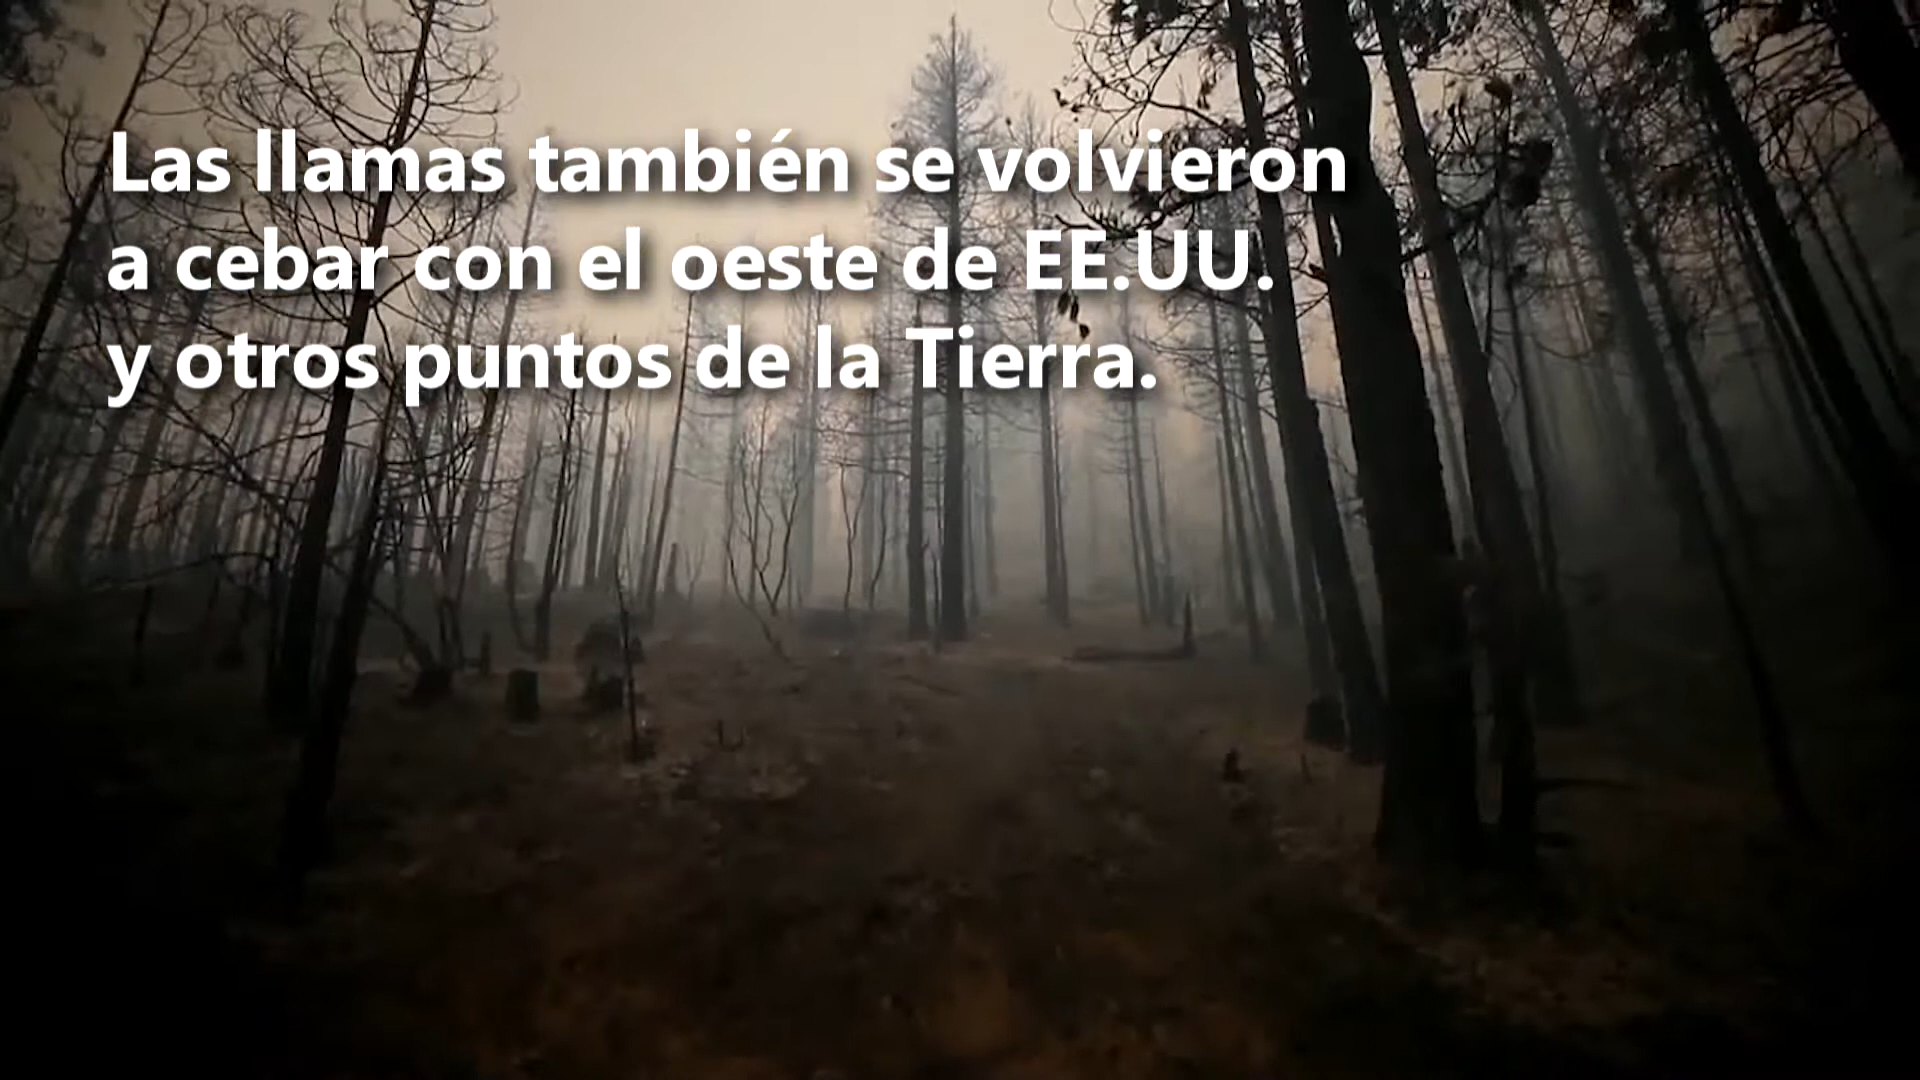 Las llamas también se volvieron
a cebar con el oeste de EE.UU.
y otros puntos de la Tierra.